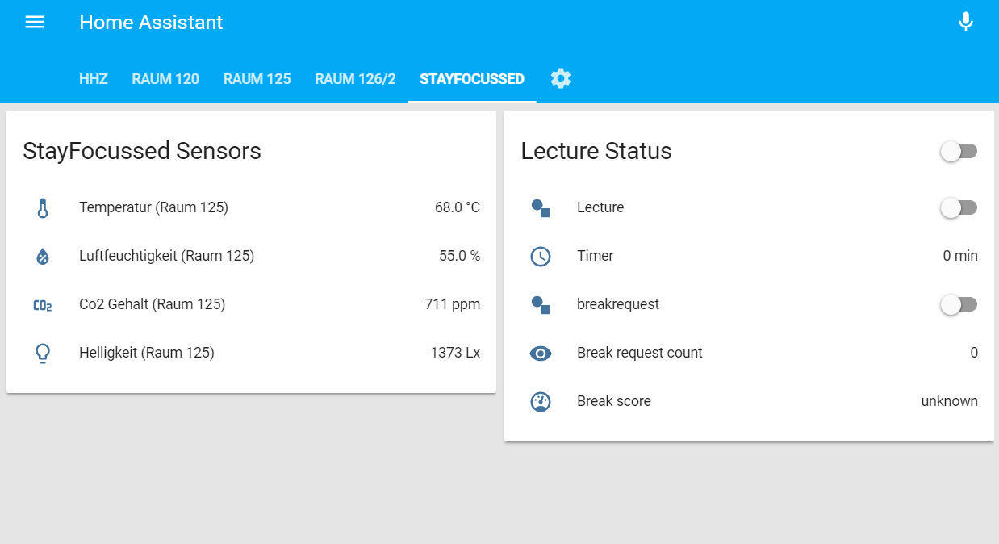 Home Assistant
HHZ RAUM 120 RAUM 125 RAUM 126/2 STAYFOCUSSED
StayFocussed Sensors
Temperatur (Raum 125) 68.0 °C
Luftfeuchtigkeit (Raum 125) 55.0 %
CO2 Co2 Gehalt (Raum 125) 711 ppm
Helligkeit (Raum 125) 1373 Lx
Lecture Status
Lecture
Timer 0 min
breakrequest
Break request count 0
Break score unknown